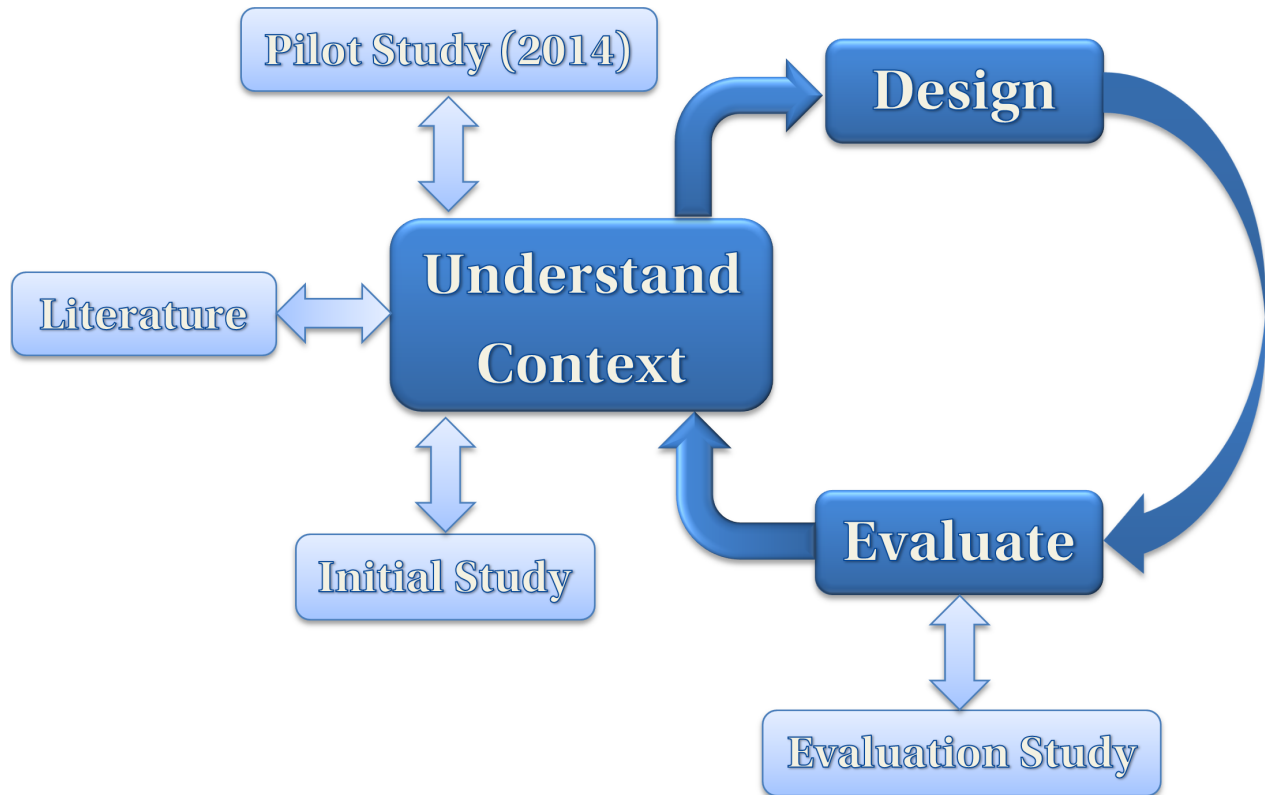 Pilot Study (2014)
Design
Understand
Context
Literature
Evaluate
Initial Study
Evaluation Study